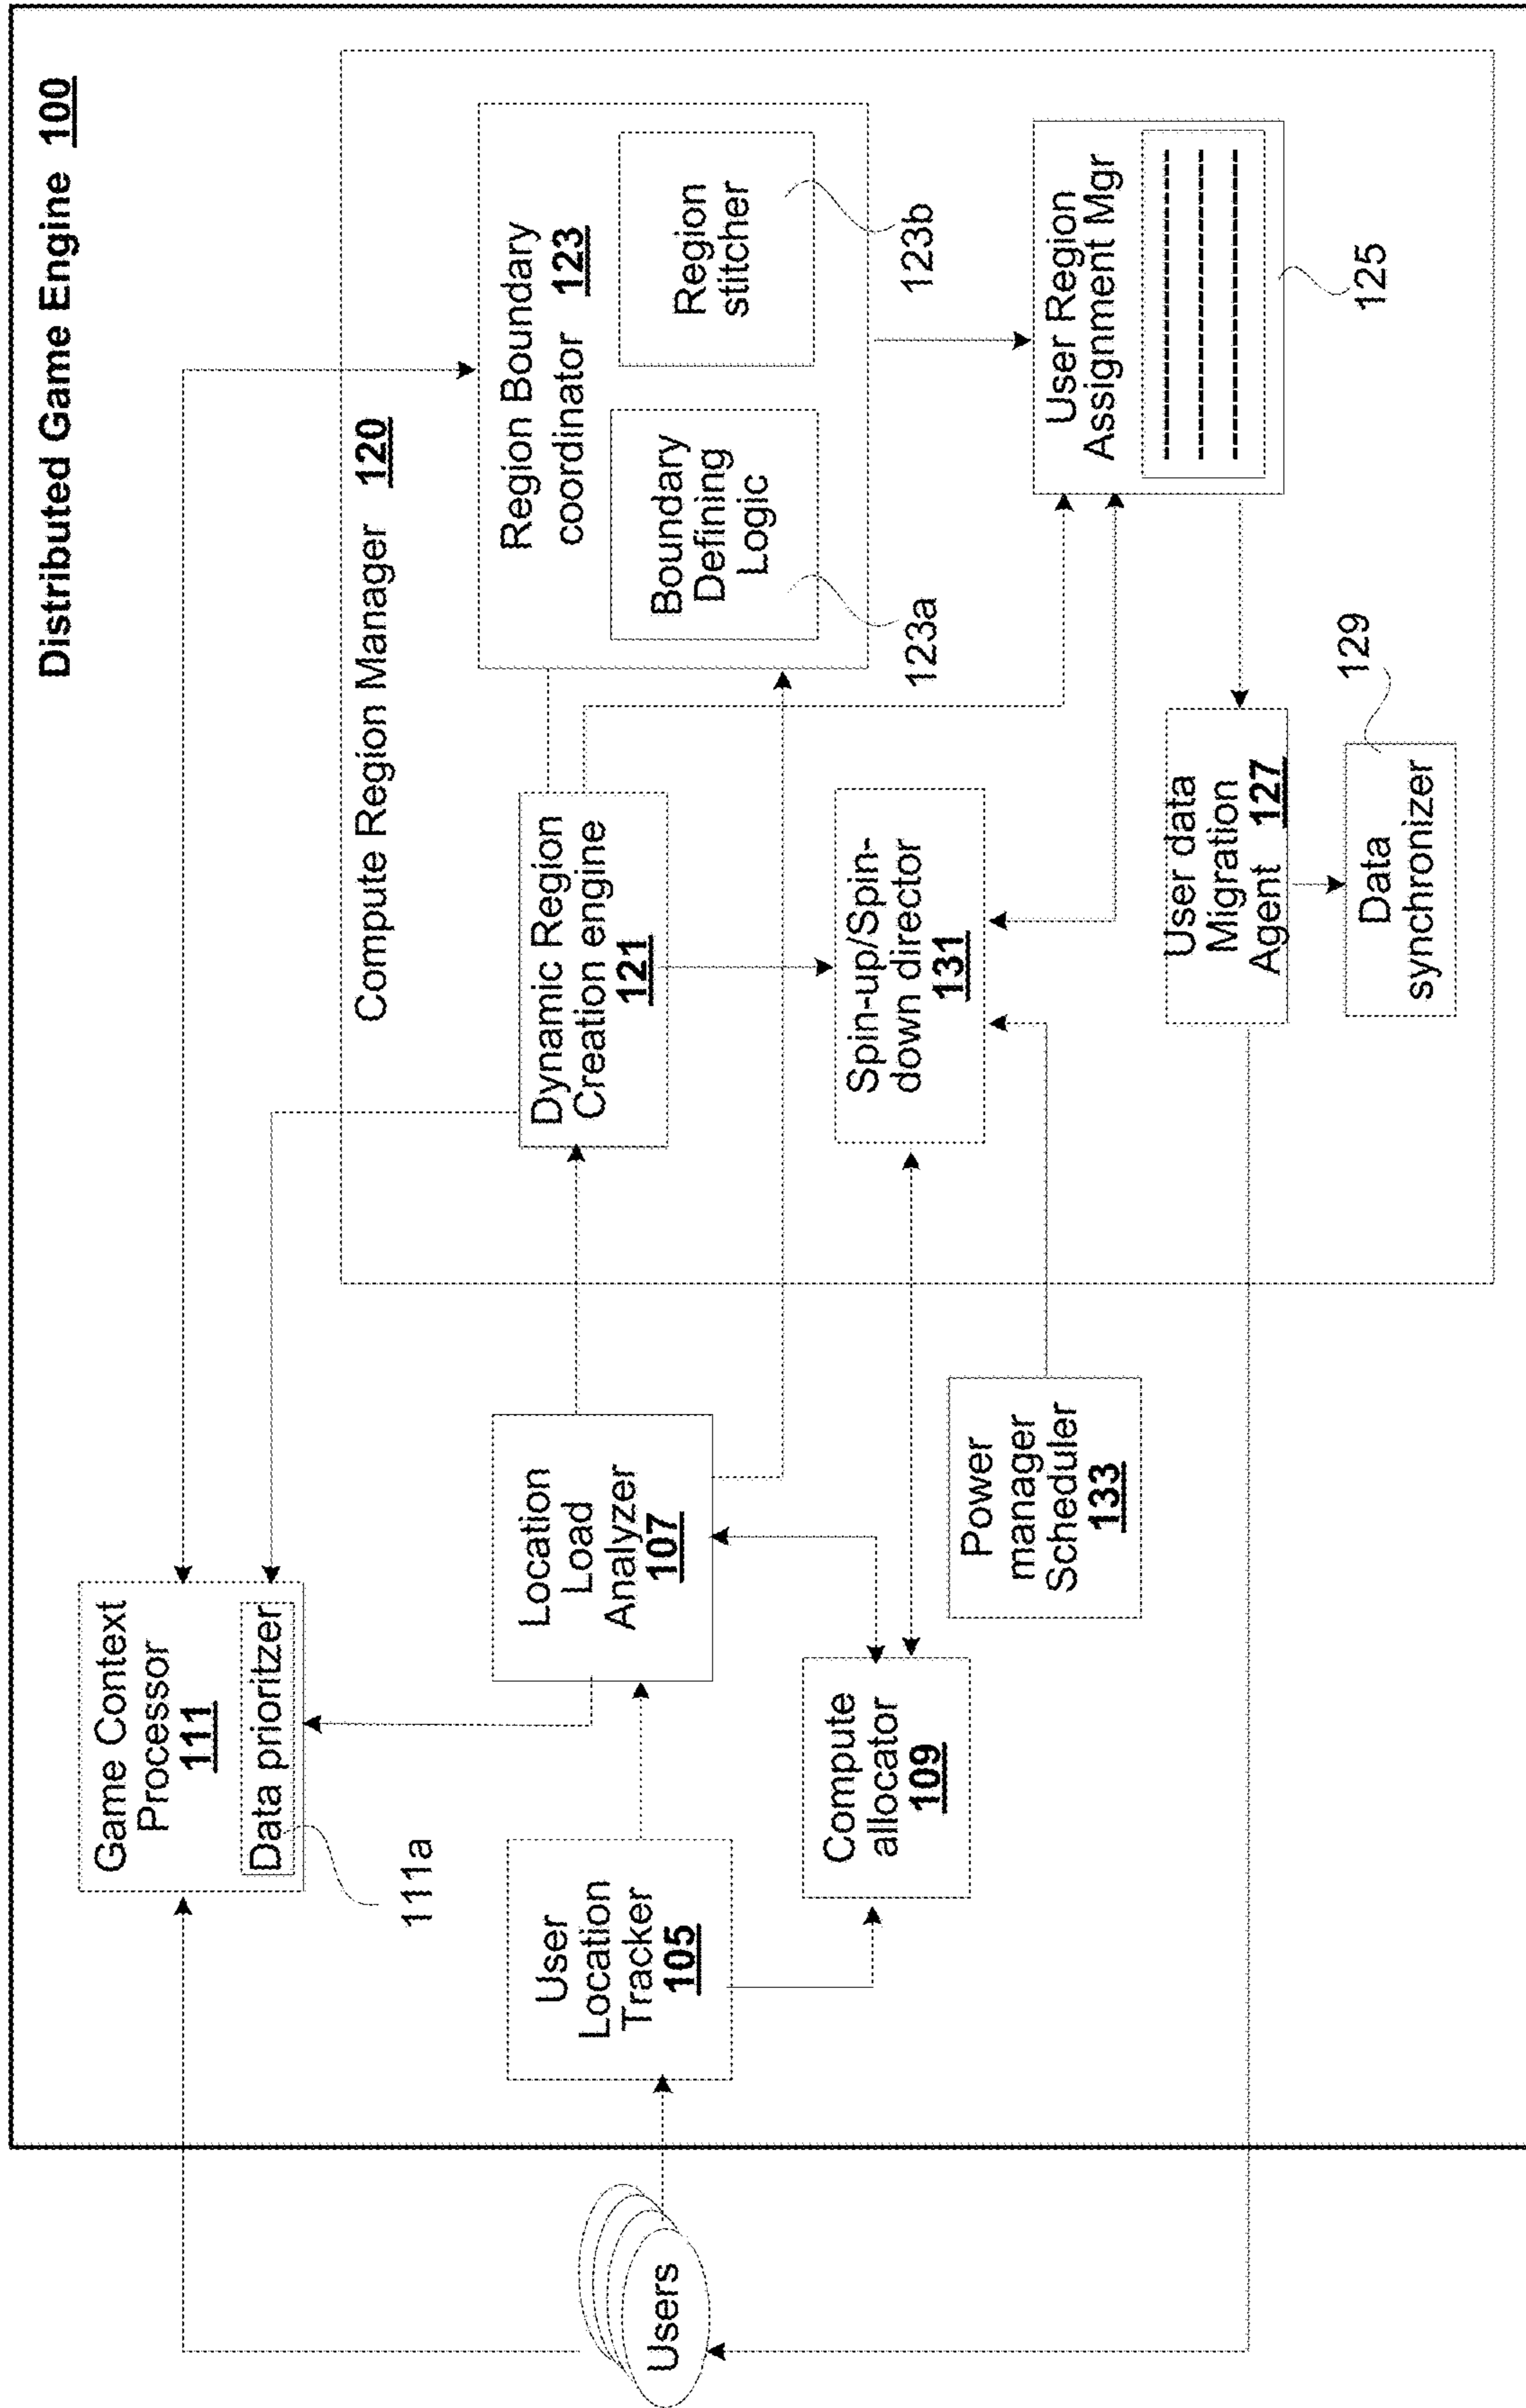 Distributed Game Engine 100
Game Context
Processor
111
Data prioritzer
111a
Compute Region Manager 120
Users
User
Location
Tracker
105
Location
Load
Analyzer
107
Dynamic Region
Creation engine
121
Region Boundary
coordinator 123
Boundary
Defining
Logic
123a
Region
stitcher
123b
Compute
allocator
109
Power
manager
Scheduler
133
Spin-up/Spin-
down director
131
User Region
Assignment Mgr
125
User data
Migration
Agent 127
Data
synchronizer
129